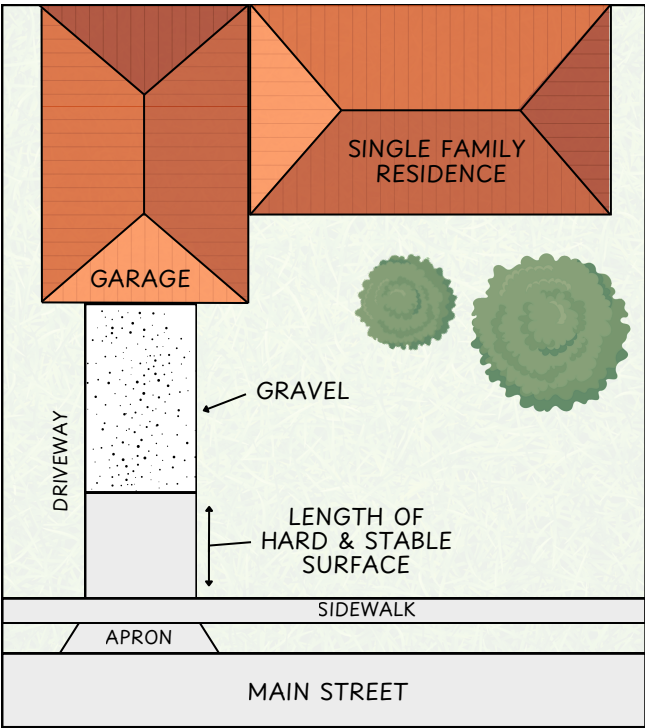 SINGLE FAMILY
RESIDENCE
GARAGE
GRAVEL
DRIVEWAY
LENGTH OF
HARD & STABLE
SURFACE
SIDEWALK
APRON
MAIN STREET